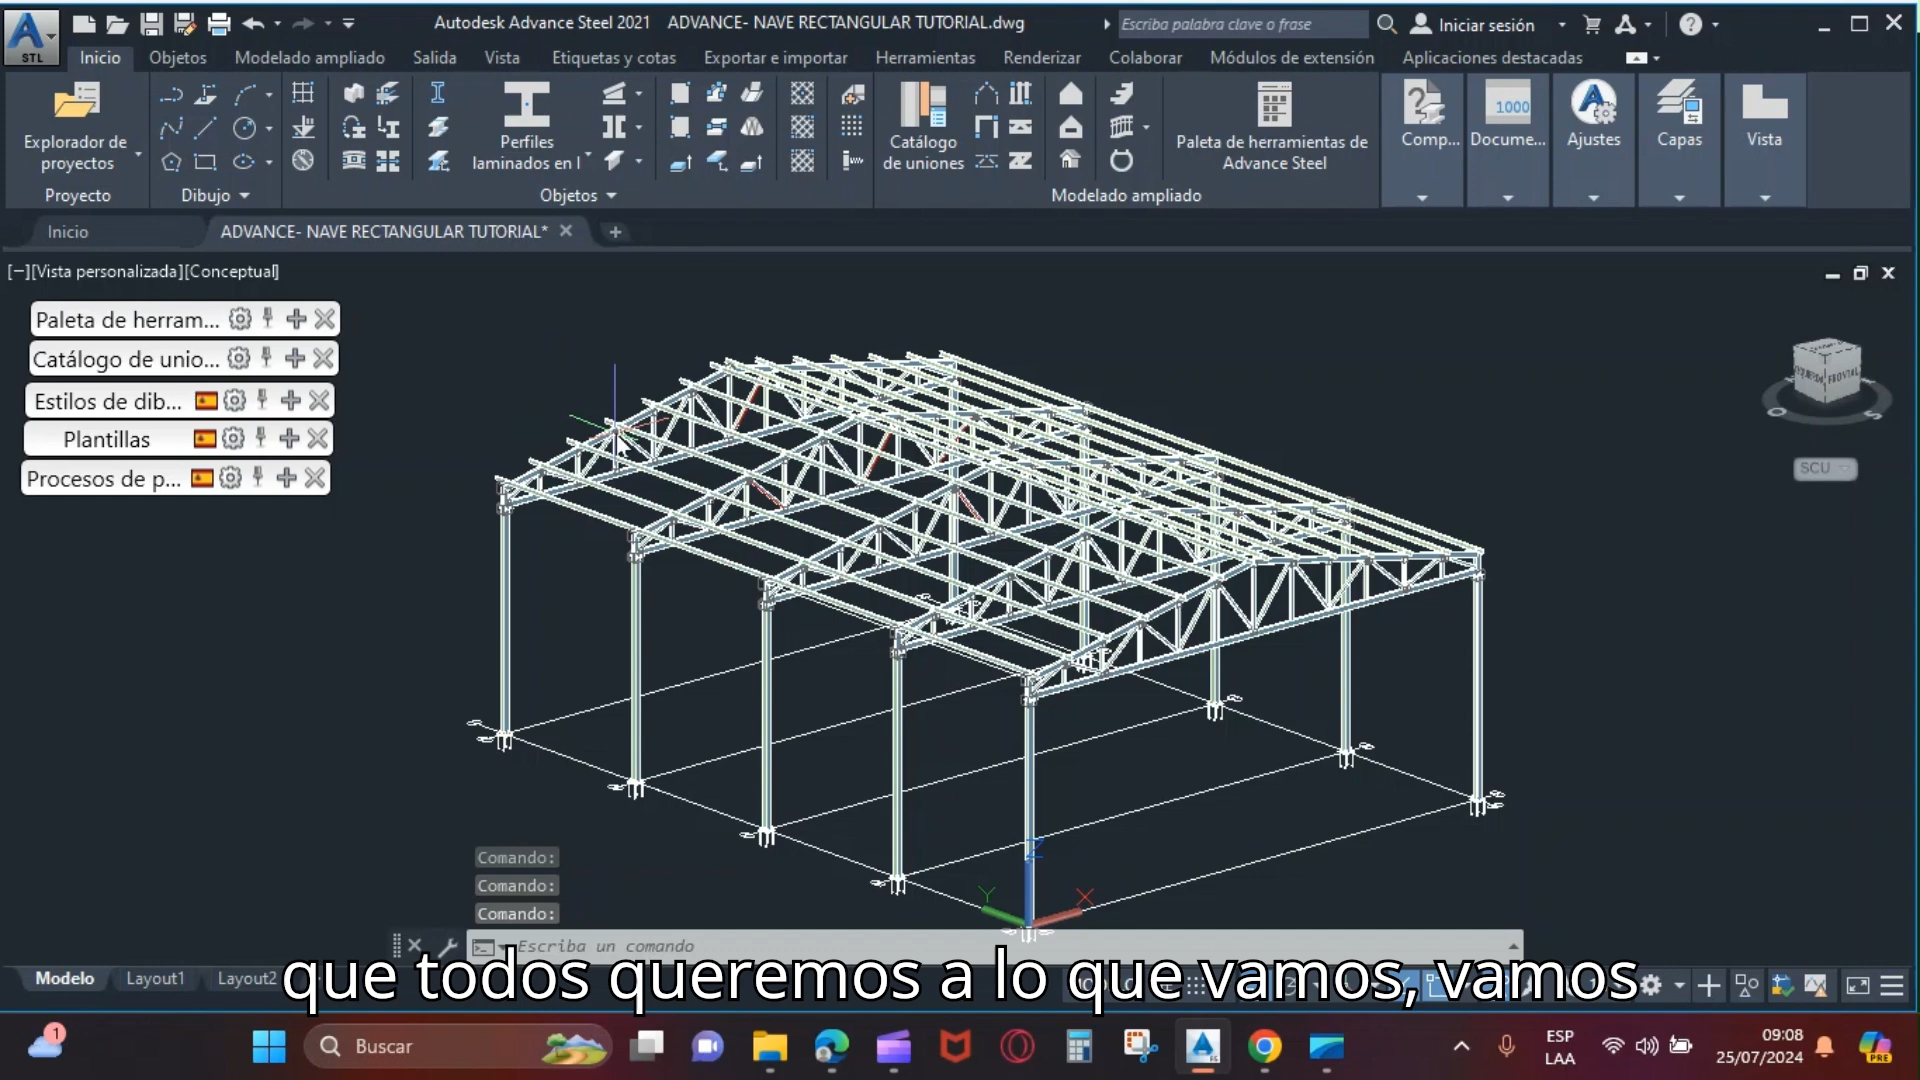 Autodesk Advance Steel 2021 ADVANCE- NAVE RECTANGULAR TUTORIAL.dwg
Escriba palabra clave o frase
Iniciar sesión
STL
Inicio Objetos Modelado ampliado Salida Vista Etiquetas y cotas Exportar e importar Herramientas Renderizar Colaborar Módulos de extensión Aplicaciones destacadas
Explorador de
proyectos
Perfiles
laminados en I
Catálogo
de uniones
Paleta de herramientas de
Advance Steel
Comp...
1000
Docume...
Ajustes
Capas
Vista
Proyecto
Dibujo
Objetos
Modelado ampliado
Inicio
ADVANCE- NAVE RECTANGULAR TUTORIAL*
[−][Vista personalizada][Conceptual]
Paleta de herram...
Catálogo de unio...
Estilos de dib...
Plantillas
Procesos de p...
FRONTAL
SCU
Z
Y
X
Comando:
Comando:
Comando:
Escriba un comando
Modelo Layout1 Layout2
que todos queremos a lo que vamos, vamos
1
Buscar
ESP
LAA
09:08
25/07/2024
PRE